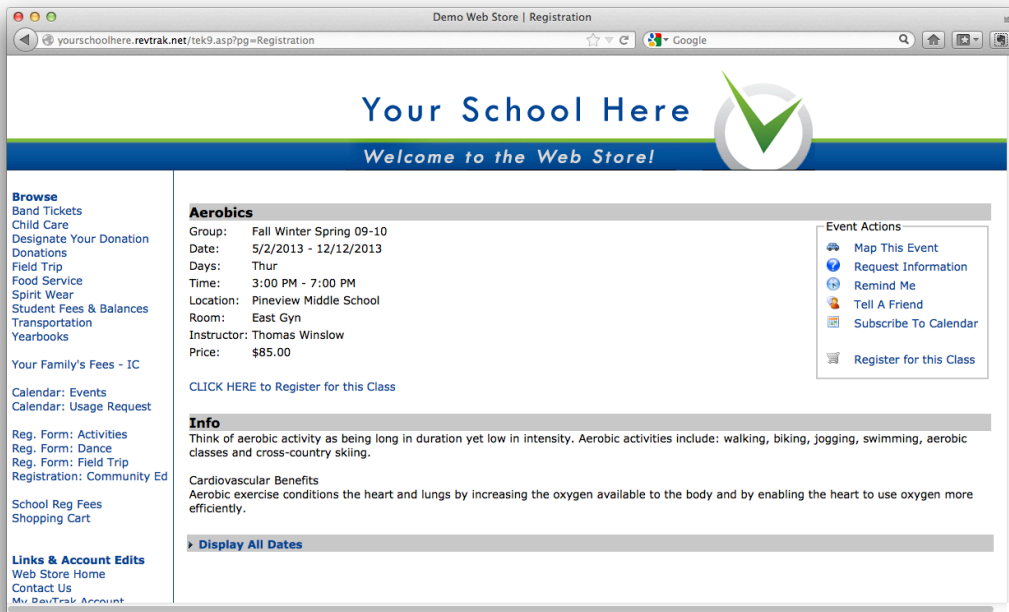 Demo Web Store | Registration
yourschoolhere.revtrak.net/tek9.asp?pg=Registration
Google
Your School Here
Welcome to the Web Store!
Browse
Band Tickets
Child Care
Designate Your Donation
Donations
Field Trip
Food Service
Spirit Wear
Student Fees & Balances
Transportation
Yearbooks
Your Family's Fees - IC
Calendar: Events
Calendar: Usage Request
Reg. Form: Activities
Reg. Form: Dance
Reg. Form: Field Trip
Registration: Community Ed
School Reg Fees
Shopping Cart
Links & Account Edits
Web Store Home
Contact Us
My RevTrak Account
Aerobics
Group: Fall Winter Spring 09-10
Date: 5/2/2013 - 12/12/2013
Days: Thur
Time: 3:00 PM - 7:00 PM
Location: Pineview Middle School
Room: East Gyn
Instructor: Thomas Winslow
Price: $85.00
CLICK HERE to Register for this Class
Event Actions
Map This Event
Request Information
Remind Me
Tell A Friend
Subscribe To Calendar
Register for this Class
Info
Think of aerobic activity as being long in duration yet low in intensity. Aerobic activities include: walking, biking, jogging, swimming, aerobic
classes and cross-country skiing.
Cardiovascular Benefits
Aerobic exercise conditions the heart and lungs by increasing the oxygen available to the body and by enabling the heart to use oxygen more
efficiently.
Display All Dates